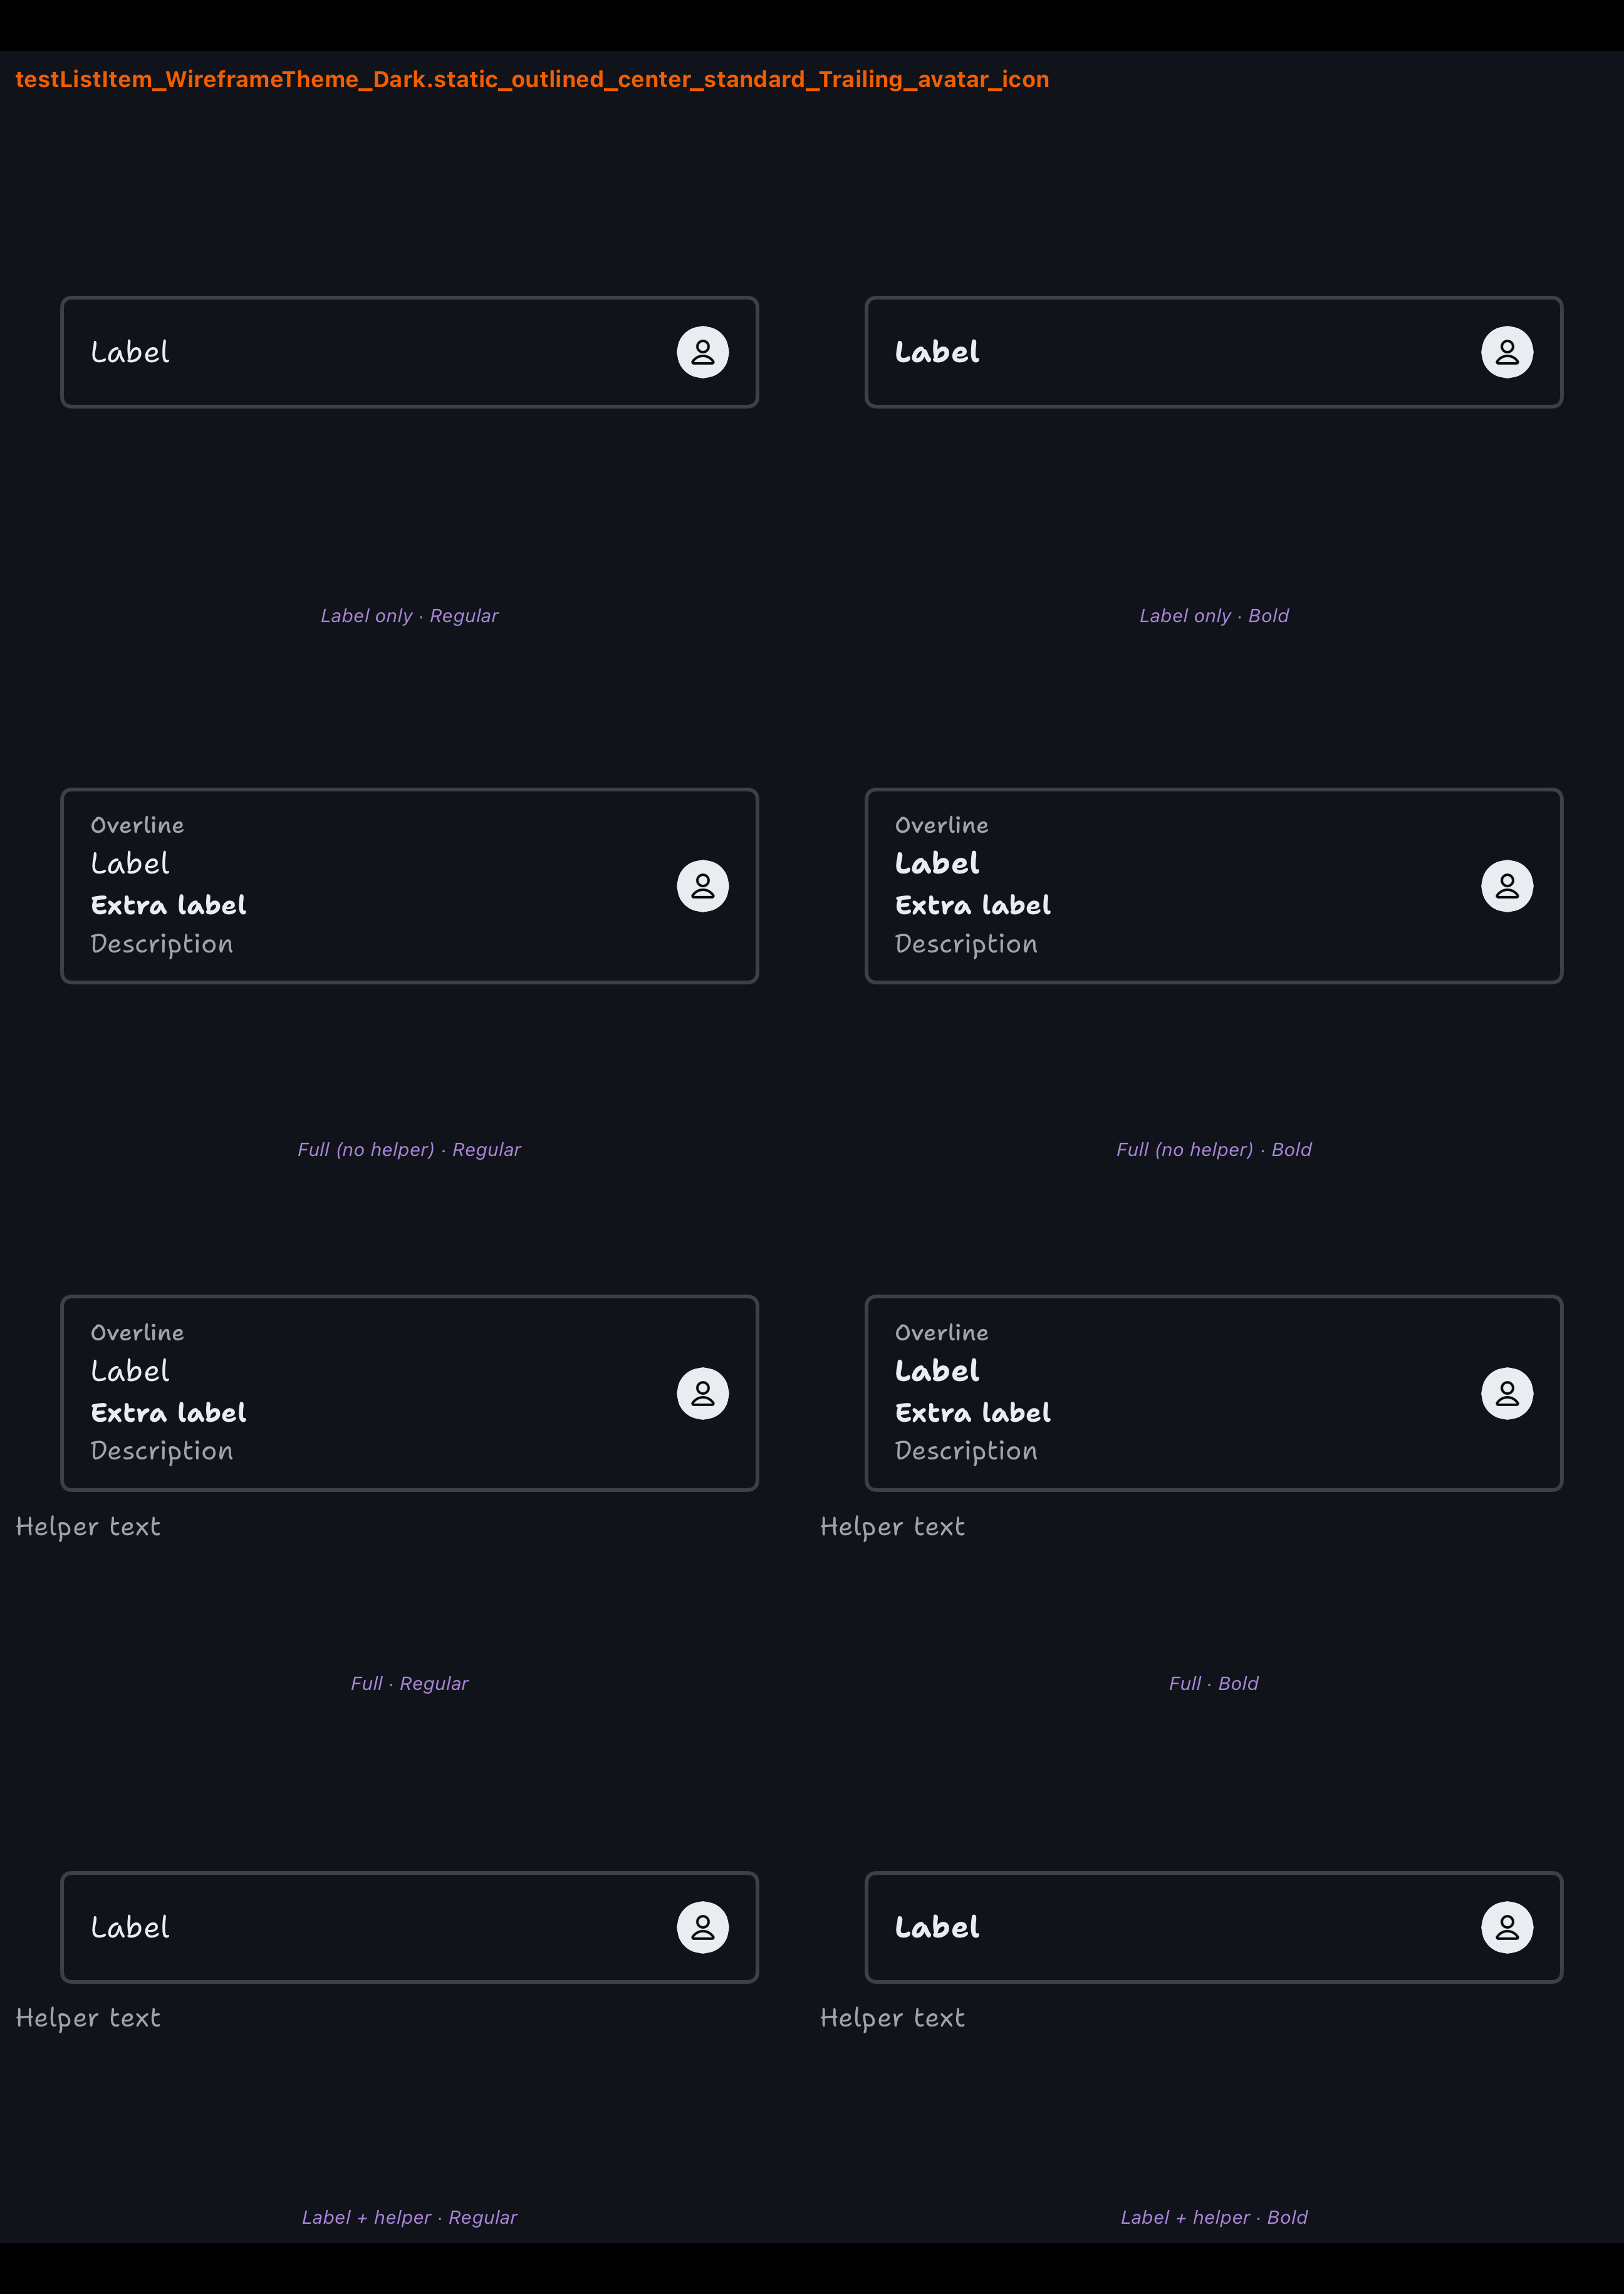 testListItem_WireframeTheme_Dark.static_outlined_center_standard_Trailing_avatar_icon
Label
Label
Label only · Regular
Label only · Bold
Overline
Label
Extra label
Description
Overline
Label
Extra label
Description
Full (no helper) · Regular
Full (no helper) · Bold
Overline
Label
Extra label
Description
Helper text
Overline
Label
Extra label
Description
Helper text
Full · Regular
Full · Bold
Label
Helper text
Label
Helper text
Label + helper · Regular
Label + helper · Bold